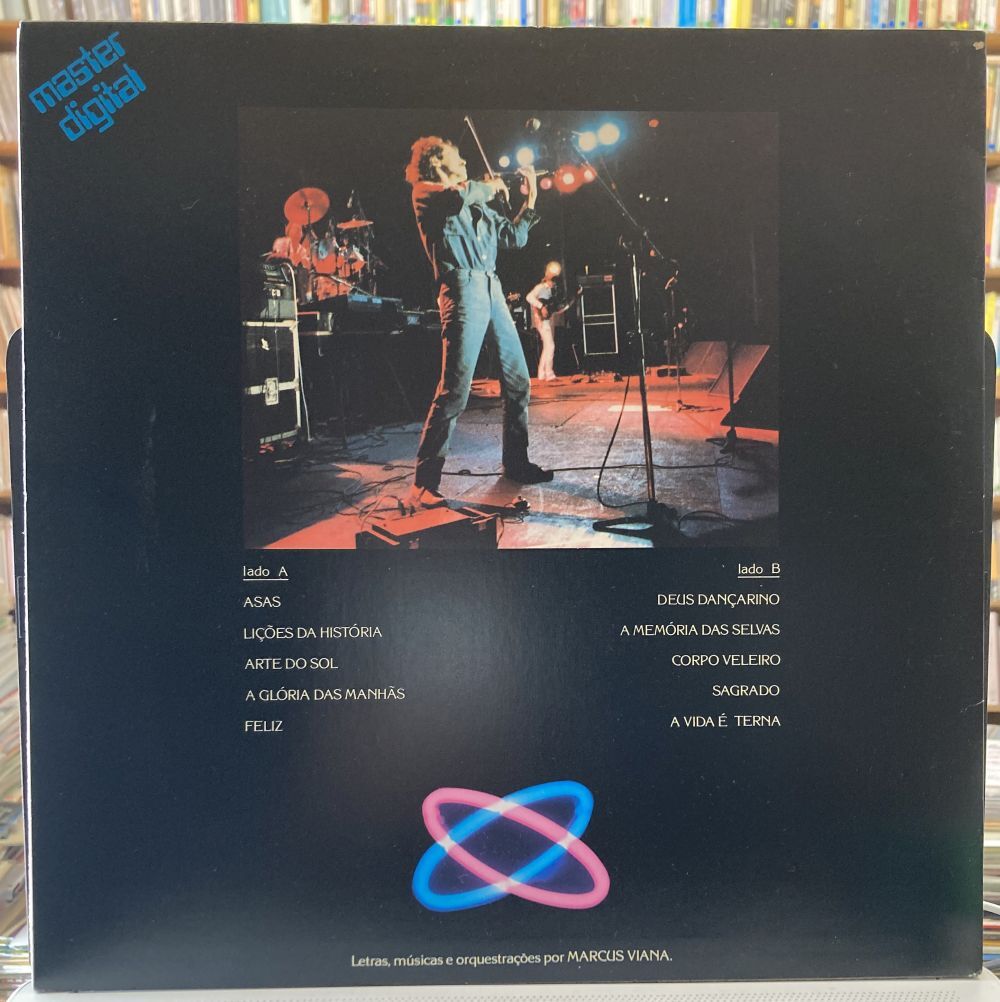 master
digital
lado A
ASAS
LIÇÕES DA HISTÓRIA
ARTE DO SOL
A GLÓRIA DAS MANHÃS
FELIZ
lado B
DEUS DANÇARINO
A MEMÓRIA DAS SELVAS
CORPO VELEIRO
SAGRADO
A VIDA É TERNA
Letras, músicas e orquestrações por MARCUS VIANA.